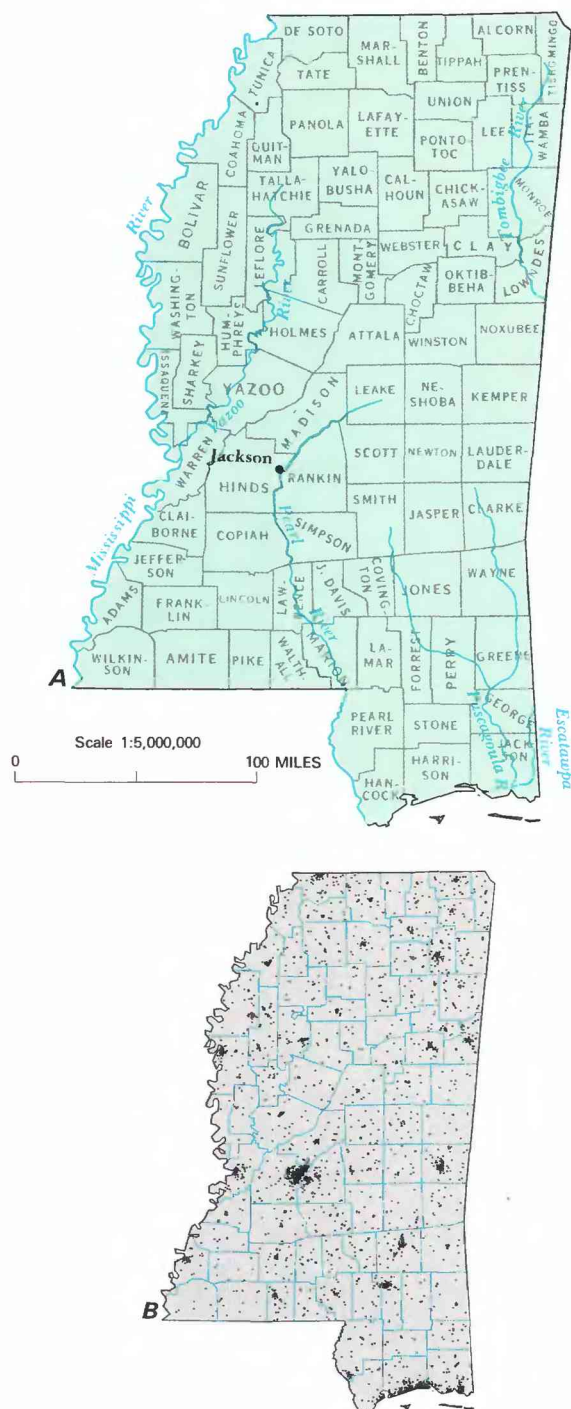 DE SOTO
MAR-
SHALL
BENTON
TIPPAH
ALCORN
TISHOMINGO
TUNICA
TATE
PREN-
TISS
UNION
PANOLA
LAFAY-
ETTE
COAHOMA
QUIT-
MAN
PONTO-
TOC
LEE
ITA-
WAMBA
River
TALLA-
HATCHIE
YALO-
BUSHA
CAL-
HOUN
CHICK-
ASAW
MONROE
Tombigbee
River
BOLIVAR
SUNFLOWER
LEFLORE
GRENADA
WEBSTER
CLAY
CARROLL
MONT-
GOMERY
CHOCTAW
OKTIB-
BEHA
LOWNDES
WASHING-
TON
HUM-
PHREYS
River
HOLMES
ATTALA
WINSTON
NOXUBEE
ISSAQUENA
SHARKEY
YAZOO
Yazoo
MADISON
LEAKE
NE-
SHOBA
KEMPER
WARREN
Jackson
HINDS
RANKIN
SCOTT
NEWTON
LAUDER-
DALE
Mississippi
CLAI-
BORNE
COPIAH
Pearl
SIMPSON
SMITH
JASPER
CLARKE
JEFFER-
SON
ADAMS
FRANK-
LIN
LINCOLN
LAW-
RENCE
J. DAVIS
COVING-
TON
JONES
WAYNE
WILKIN-
SON
AMITE
PIKE
WALTH-
ALL
River
MARION
LA-
MAR
FORREST
PERRY
GREENE
A
PEARL
RIVER
STONE
GEORGE
Pascagoula R
JACK-
SON
Escatawpa
River
HAN-
COCK
HARRI-
SON
Scale 1:5,000,000
0 100 MILES
B